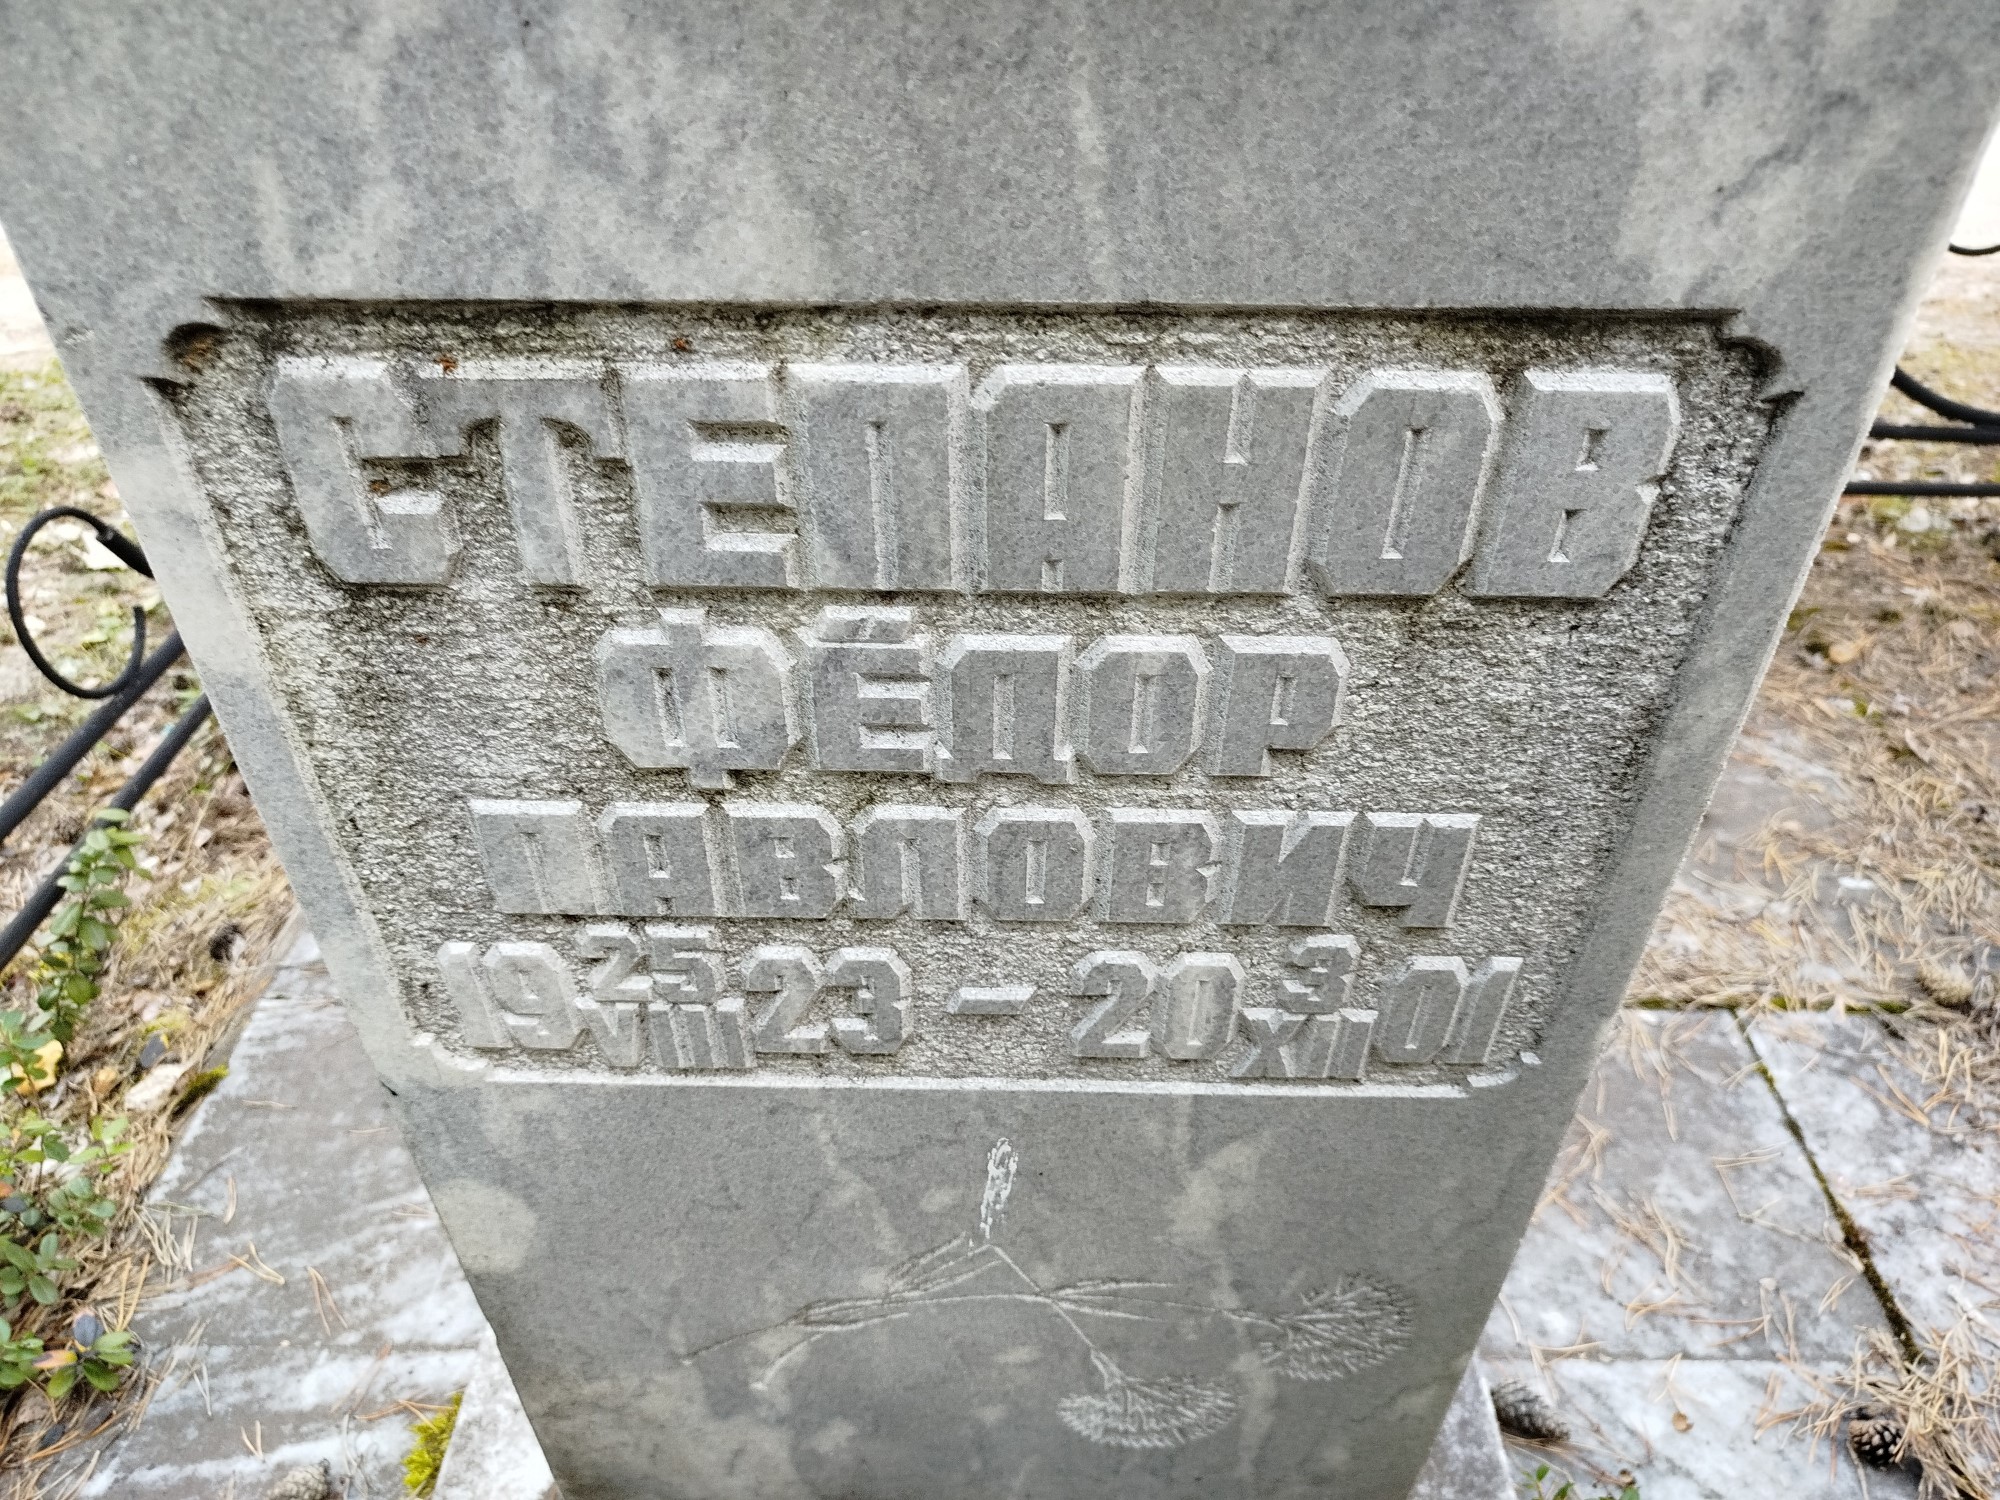 СТЕПАНОВ
ФЁДОР
ПАВЛОВИЧ
19 25/VIII 23 – 20 3/XII 01